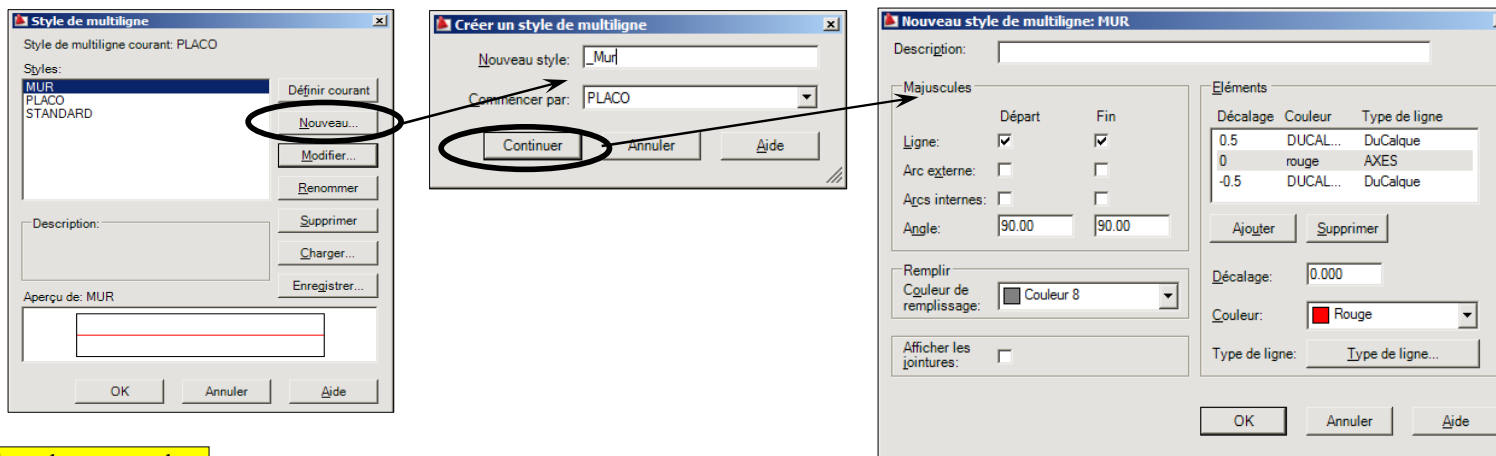 Style de multiligne
Style de multiligne courant: PLACO
Styles:
MUR
PLACO
STANDARD
Définir courant
Nouveau...
Modifier...
Renommer
Supprimer
Charger...
Enregistrer...
Description:
Aperçu de: MUR
OK Annuler Aide
Créer un style de multiligne
Nouveau style: _Mur
Commencer par: PLACO
Continuer Annuler Aide
Nouveau style de multiligne: MUR
Description:
Majuscules
Départ Fin
Ligne:
Arc externe:
Arcs internes:
Angle: 90.00 90.00
Remplir
Couleur de
remplissage: Couleur 8
Afficher les
jointures:
Eléments
Décalage Couleur Type de ligne
0.5 DUCAL... DuCalque
0 rouge AXES
-0.5 DUCAL... DuCalque
Ajouter Supprimer
Décalage: 0.000
Couleur: Rouge
Type de ligne: Type de ligne...
OK Annuler Aide